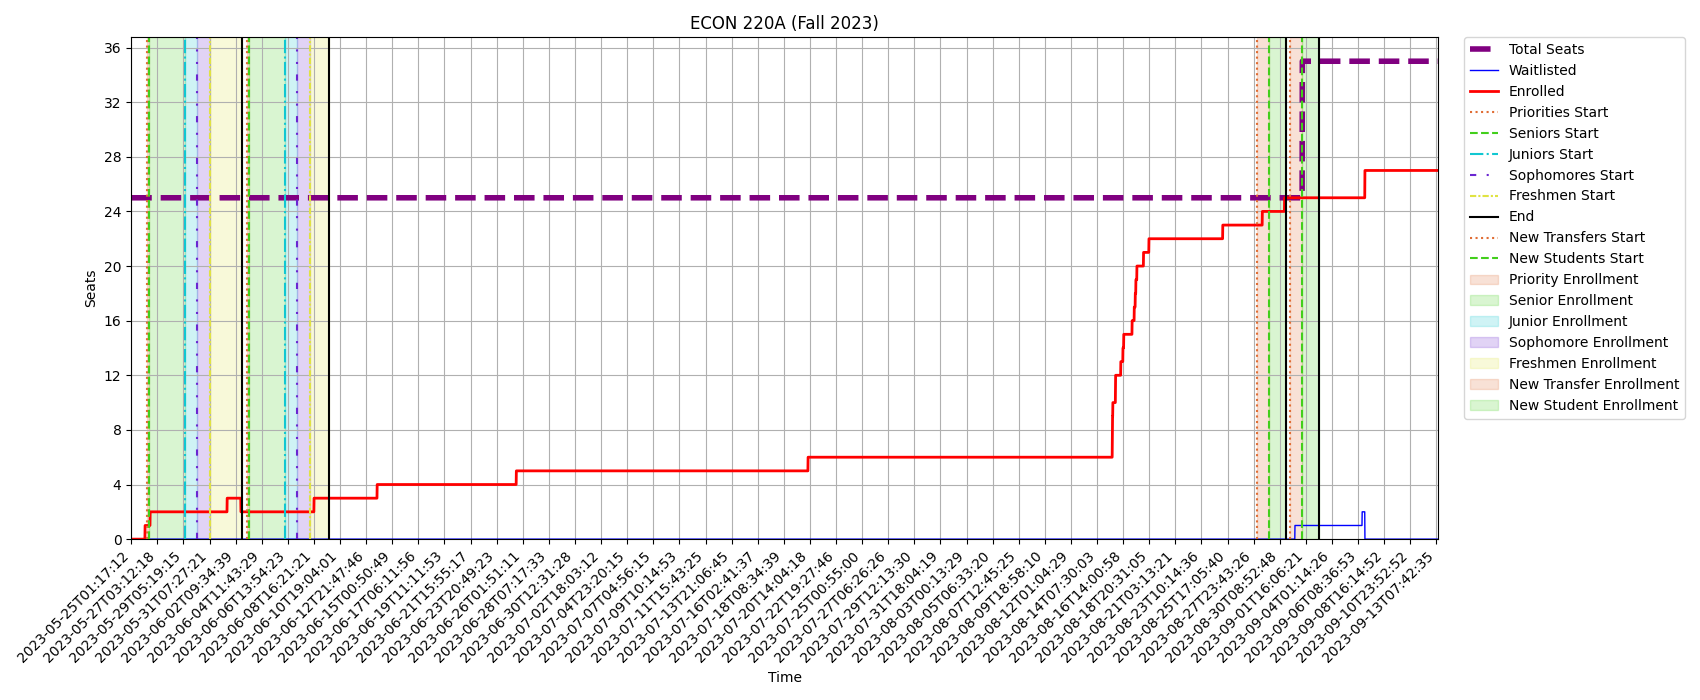 ECON 220A (Fall 2023)
36
32
28
24
20
16
12
8
4
0
Seats
2023-05-25T01:17:12
2023-05-27T03:12:18
2023-05-29T05:19:15
2023-05-31T07:27:21
2023-06-02T09:34:39
2023-06-04T11:43:29
2023-06-06T13:54:23
2023-06-08T16:21:21
2023-06-10T19:04:01
2023-06-12T21:47:46
2023-06-15T00:50:49
2023-06-17T06:11:56
2023-06-19T11:11:53
2023-06-21T15:55:17
2023-06-23T20:49:23
2023-06-26T01:51:11
2023-06-28T07:17:33
2023-06-30T12:31:28
2023-07-02T18:03:12
2023-07-04T23:20:15
2023-07-07T04:56:15
2023-07-09T10:14:53
2023-07-11T15:43:25
2023-07-13T21:06:45
2023-07-16T02:41:37
2023-07-18T08:34:39
2023-07-20T14:04:18
2023-07-22T19:27:46
2023-07-25T00:55:00
2023-07-27T06:26:26
2023-07-29T12:13:30
2023-07-31T18:04:19
2023-08-03T00:13:29
2023-08-05T06:33:20
2023-08-07T12:45:25
2023-08-09T18:58:10
2023-08-12T01:04:29
2023-08-14T07:30:03
2023-08-16T14:00:58
2023-08-18T20:31:05
2023-08-21T03:13:21
2023-08-23T10:14:36
2023-08-25T17:05:40
2023-08-27T23:43:26
2023-08-30T08:52:48
2023-09-01T16:06:21
2023-09-04T01:14:26
2023-09-06T08:36:53
2023-09-08T16:14:52
2023-09-10T23:52:52
2023-09-13T07:42:35
Time
Total Seats
Waitlisted
Enrolled
Priorities Start
Seniors Start
Juniors Start
Sophomores Start
Freshmen Start
End
New Transfers Start
New Students Start
Priority Enrollment
Senior Enrollment
Junior Enrollment
Sophomore Enrollment
Freshmen Enrollment
New Transfer Enrollment
New Student Enrollment